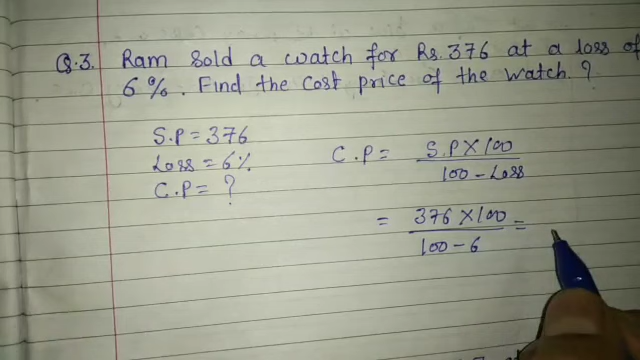 Q.3. Ram Sold a watch for Rs. 376 at a loss of
6%. Find the Cost price of the watch ?
S.P = 376
Loss = 6%
C.P = ?
C.P = S.P × 100
100 - Loss
= 376 × 100 =
100 - 6